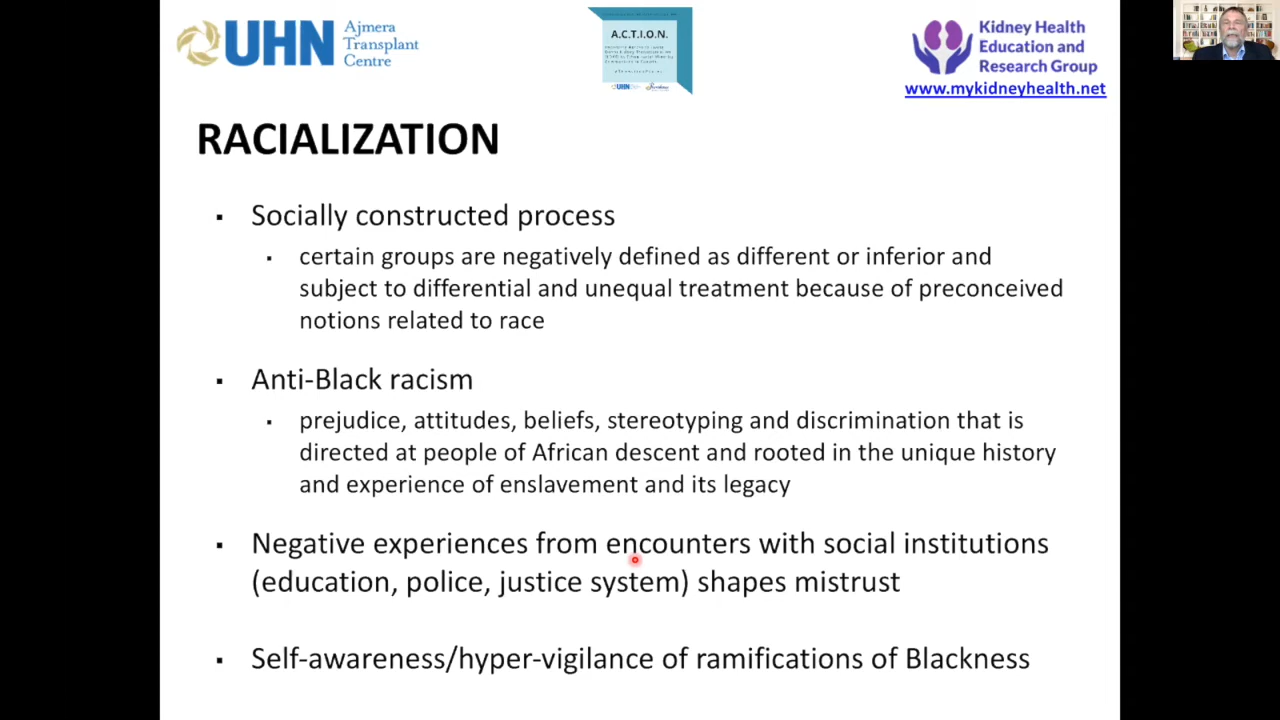 UHN
Ajmera
Transplant
Centre
A.C.T.I.O.N.
UHN
Kidney Health
Education and
Research Group
www.mykidneyhealth.net
RACIALIZATION
▪ Socially constructed process
▪ certain groups are negatively defined as different or inferior and
subject to differential and unequal treatment because of preconceived
notions related to race
▪ Anti-Black racism
▪ prejudice, attitudes, beliefs, stereotyping and discrimination that is
directed at people of African descent and rooted in the unique history
and experience of enslavement and its legacy
▪ Negative experiences from encounters with social institutions
(education, police, justice system) shapes mistrust
▪ Self-awareness/hyper-vigilance of ramifications of Blackness